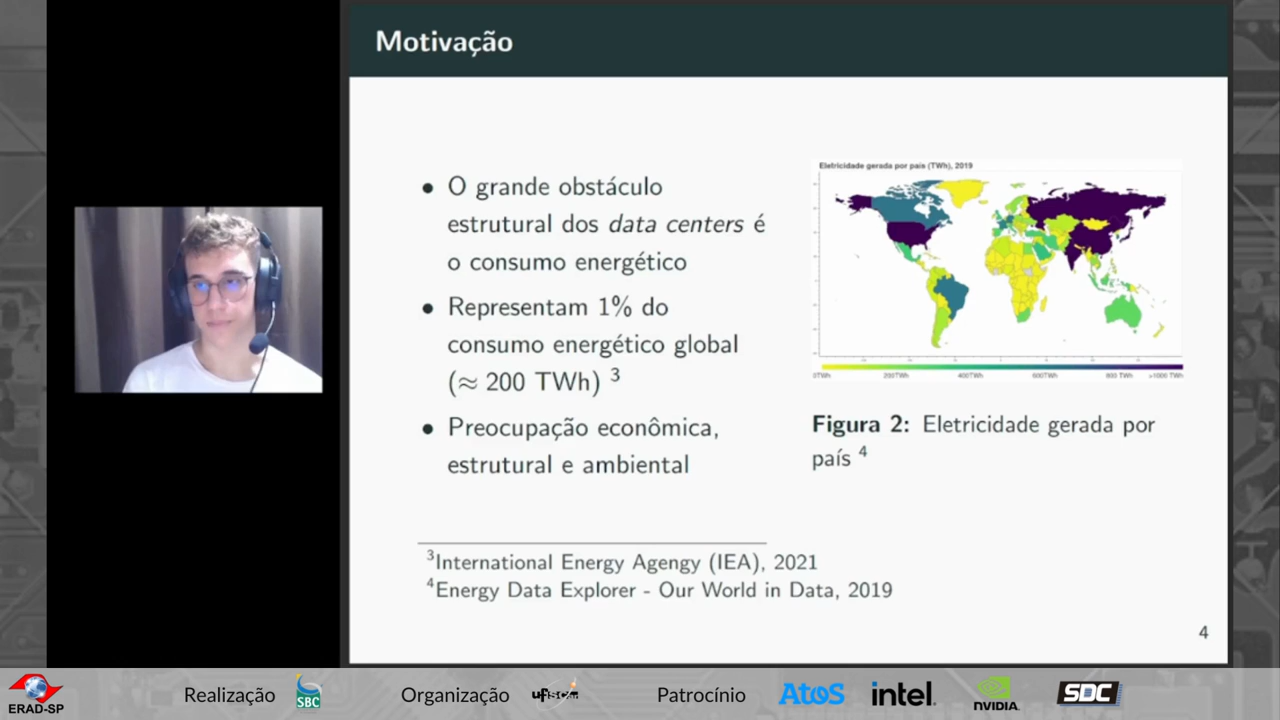 Motivação
• O grande obstáculo
estrutural dos data centers é
o consumo energético
• Representam 1% do
consumo energético global
(≈ 200 TWh) 3
• Preocupação econômica,
estrutural e ambiental
Eletricidade gerada por país (TWh), 2019
0TWh 200TWh 400TWh 600TWh 800 TWh >1000 TWh
Figura 2: Eletricidade gerada por
país 4
3International Energy Agengy (IEA), 2021
4Energy Data Explorer - Our World in Data, 2019
4
ERAD-SP
Realização SBC Organização ufscar Patrocínio Atos intel. NVIDIA. SDC